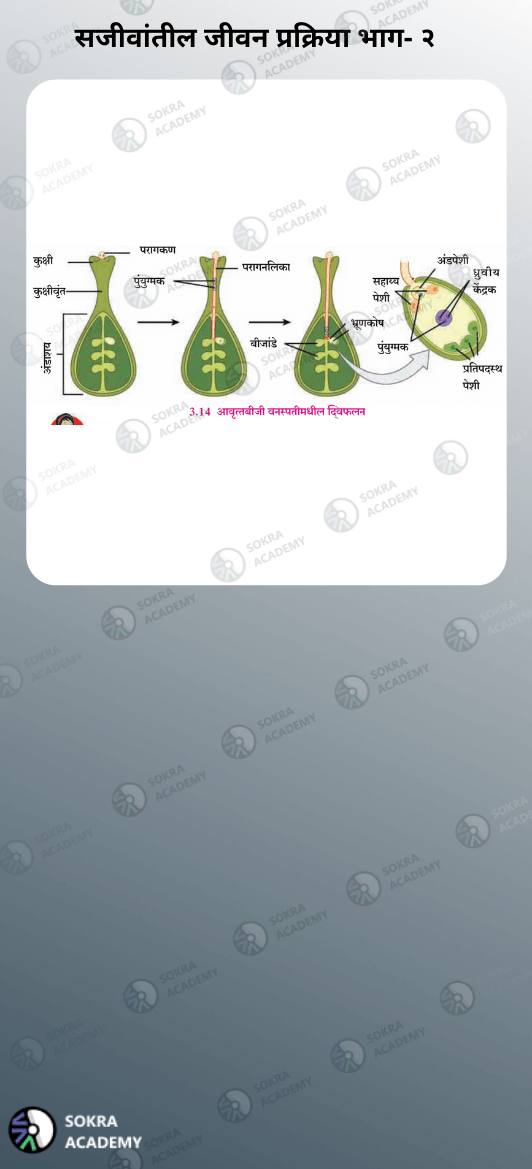 सजीवांतील जीवन प्रक्रिया भाग- २
परागकण
कुक्षी
पुंयुग्मक
परागनलिका
कुक्षीवृंत
अंडाशय
बीजांडे
भ्रूणकोष
अंडपेशी
सहाय्य
पेशी
ध्रुवीय
केंद्रक
पुंयुग्मक
प्रतिपदस्थ
पेशी
3.14 आवृत्तबीजी वनस्पतीमधील द्विफलन
SOKRA
ACADEMY